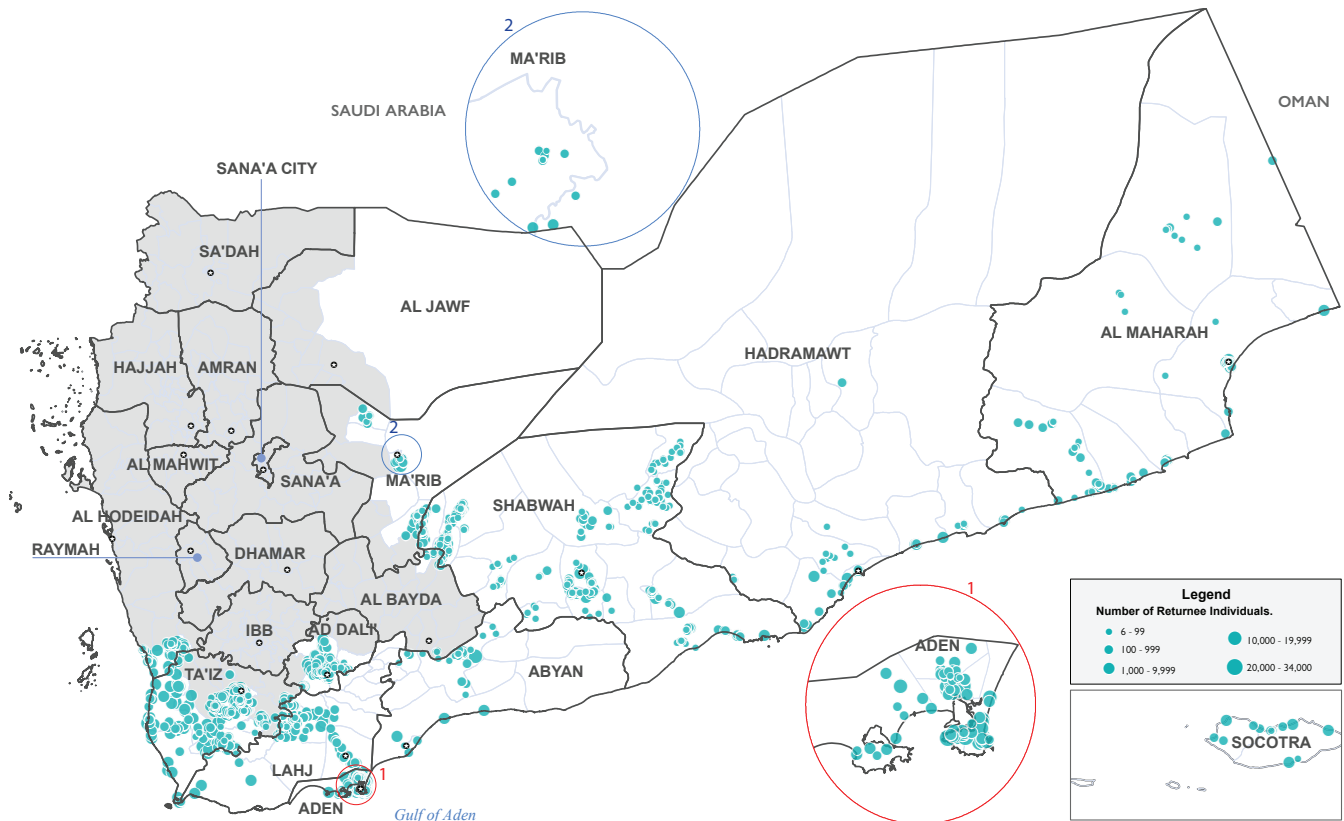 2
MA'RIB
SAUDI ARABIA
OMAN
SANA'A CITY
SA'DAH
AL JAWF
HAJJAH
AMRAN
HADRAMAWT
AL MAHARAH
2
AL MAHWIT
SANA'A
MA'RIB
SHABWAH
AL HODEIDAH
RAYMAH
DHAMAR
AL BAYDA
IBB
AD DALI'
TA'IZ
ABYAN
LAHJ
1
ADEN
Gulf of Aden
1
ADEN
Legend
Number of Returnee Individuals.
6 - 99
100 - 999
1,000 - 9,999
10,000 - 19,999
20,000 - 34,000
SOCOTRA